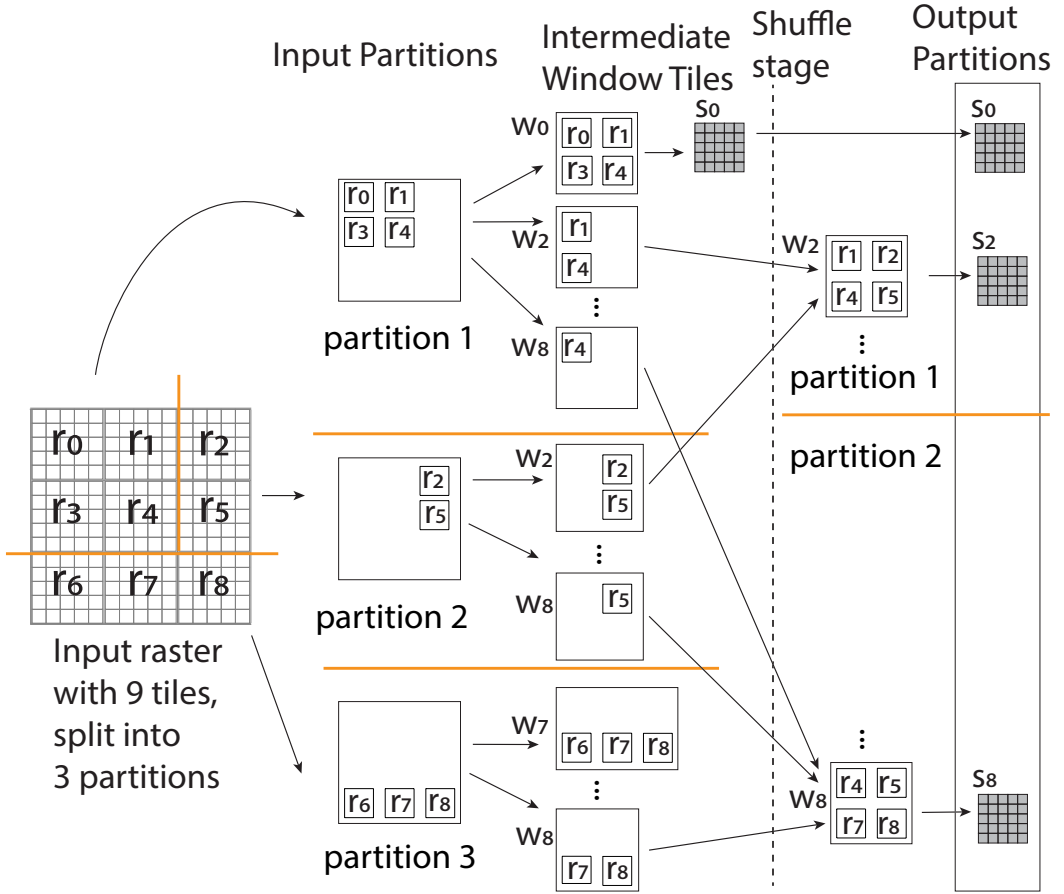 Input Partitions
Intermediate
Window Tiles
Shuffle
stage
Output
Partitions
w0
r0 r1
r3 r4
s0
s0
r0 r1
r3 r4
partition 1
w2
r1
r4
...
w8
r4
w2
r1 r2
r4 r5
...
s2
partition 1
partition 2
r0 r1 r2
r3 r4 r5
r6 r7 r8
Input raster
with 9 tiles,
split into
3 partitions
r2
r5
partition 2
w2
r2
r5
...
w8
r5
r6 r7 r8
partition 3
w7
r6 r7 r8
...
w8
r7 r8
...
w8
r4 r5
r7 r8
s8